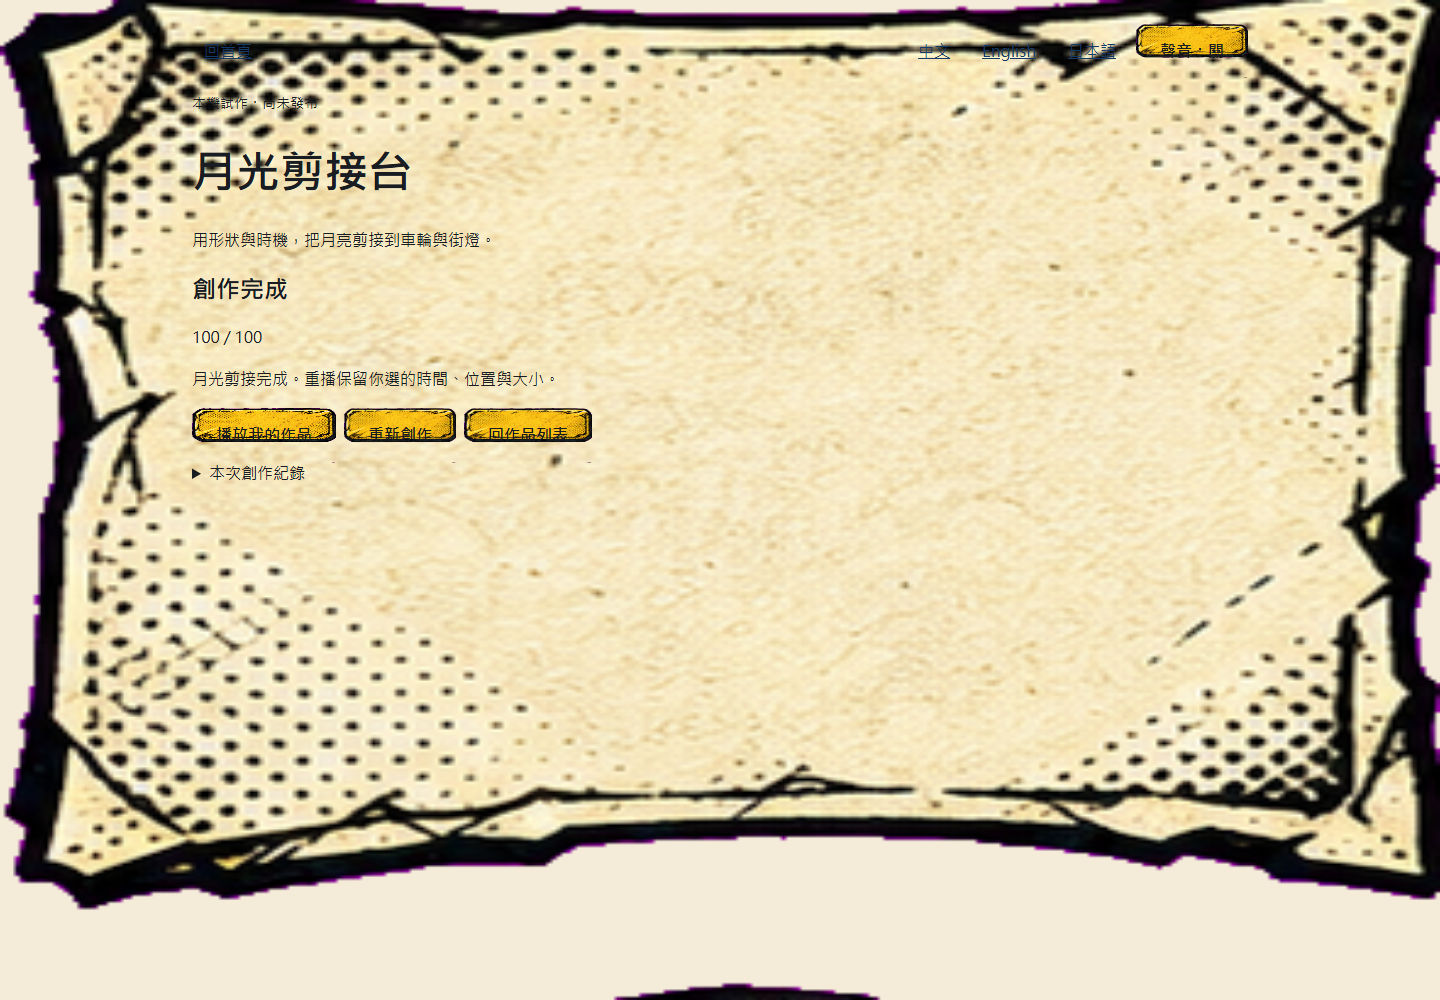 回首頁
中文 English 日本語 聲音：關
本機試作・尚未發布
月光剪接台
用形狀與時機，把月亮剪接到車輪與街燈。
創作完成
100 / 100
月光剪接完成。重播保留你選的時間、位置與大小。
播放我的作品 重新創作 回作品列表
▶ 本次創作紀錄